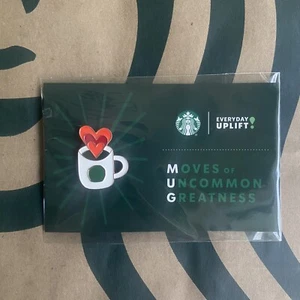 EVERYDAY
UPLIFT!
MOVES OF
UNCOMMON
GREATNESS